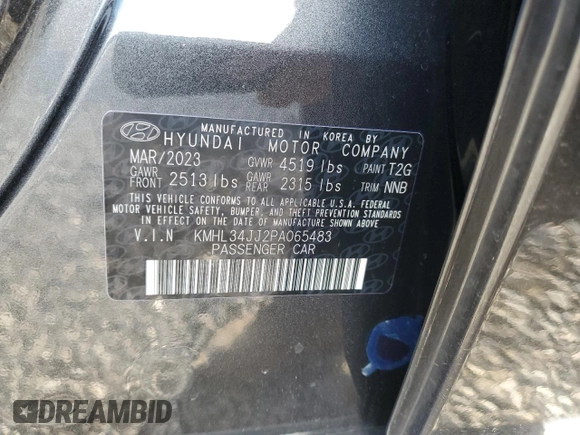 MANUFACTURED IN KOREA BY
HYUNDAI MOTOR COMPANY
MAR/2023 GVWR 4519 lbs PAINT T2G
GAWR FRONT 2513 lbs GAWR REAR 2315 lbs TRIM NNB
THIS VEHICLE CONFORMS TO ALL APPLICABLE U.S.A. FEDERAL
MOTOR VEHICLE SAFETY, BUMPER, AND THEFT PREVENTION
STANDARDS IN EFFECT ON THE DATE OF MANUFACTURE
SHOWN ABOVE
V.I.N KMHL34JJ2PA065483
PASSENGER CAR
DREAMBID